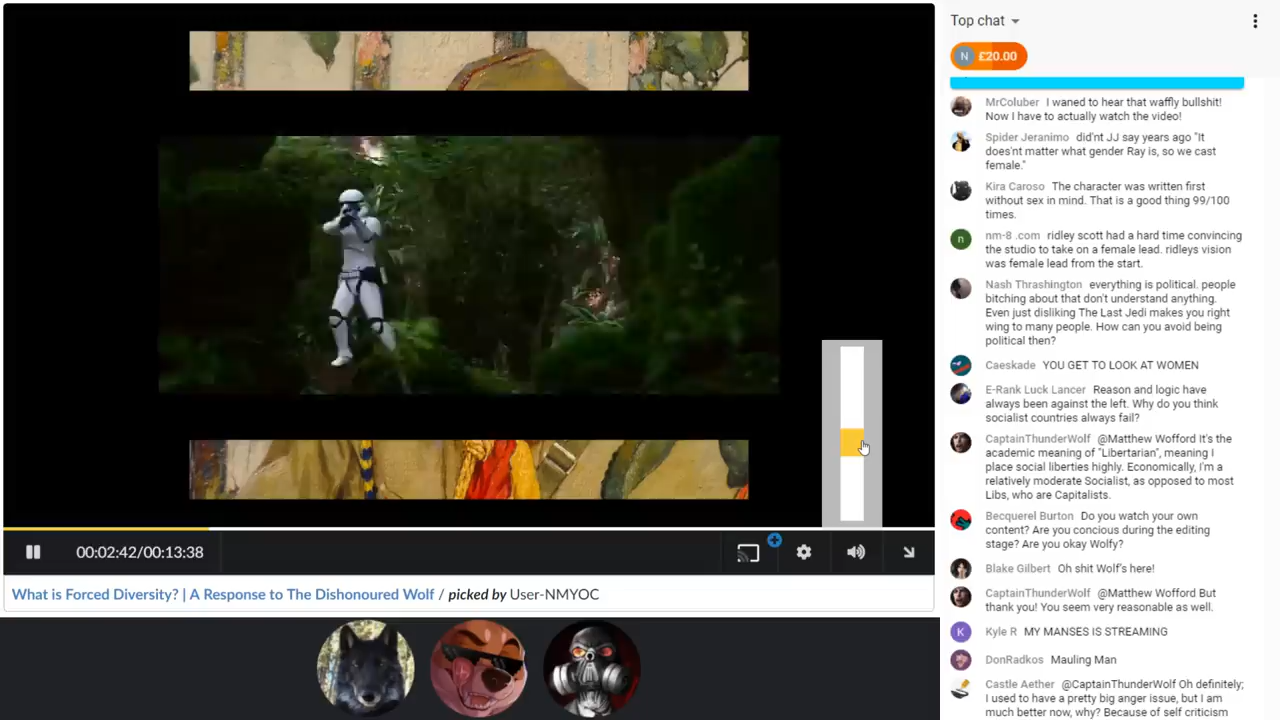 Top chat
N £20.00
MrColuber I waned to hear that waffly bullshit!
Now I have to actually watch the video!
Spider Jeranimo did'nt JJ say years ago "It
does'nt matter what gender Ray is, so we cast
female."
Kira Caroso The character was written first
without sex in mind. That is a good thing 99/100
times.
n nm-8 .com ridley scott had a hard time convincing
the studio to take on a female lead. ridleys vision
was female lead from the start.
Nash Thrashington everything is political. people
bitching about that don't understand anything.
Even just disliking The Last Jedi makes you right
wing to many people. How can you avoid being
political then?
Caeskade YOU GET TO LOOK AT WOMEN
E-Rank Luck Lancer Reason and logic have
always been against the left. Why do you think
socialist countries always fail?
CaptainThunderWolf @Matthew Wofford It's the
academic meaning of "Libertarian", meaning I
place social liberties highly. Economically, I'm a
relatively moderate Socialist, as opposed to most
Libs, who are Capitalists.
Becquerel Burton Do you watch your own
content? Are you concious during the editing
stage? Are you okay Wolfy?
Blake Gilbert Oh shit Wolf's here!
CaptainThunderWolf @Matthew Wofford But
thank you! You seem very reasonable as well.
K Kyle R MY MANSES IS STREAMING
DonRadkos Mauling Man
Castle Aether @CaptainThunderWolf Oh definitely;
I used to have a pretty big anger issue, but I am
much better now, why? Because of self criticism
00:02:42/00:13:38
What is Forced Diversity? | A Response to The Dishonoured Wolf / picked by User-NMYOC